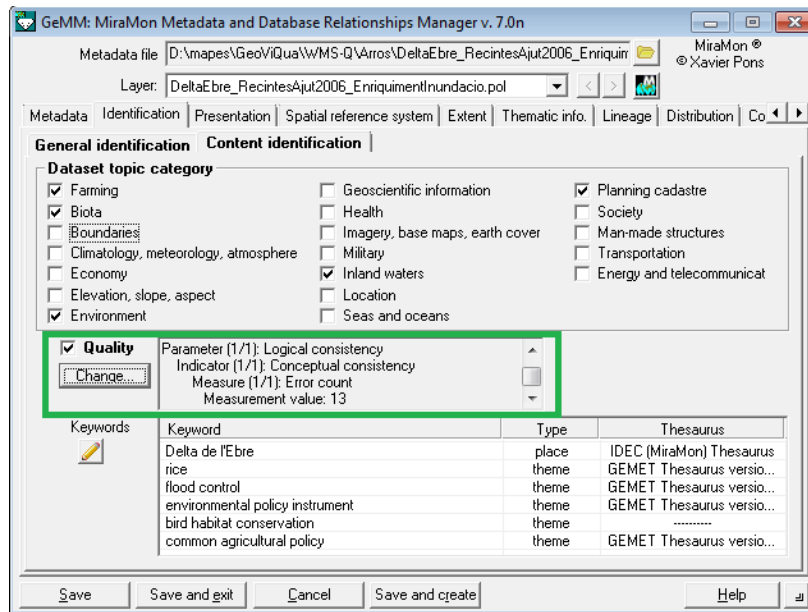 GeMM: MiraMon Metadata and Database Relationships Manager v. 7.0n
Metadata file D:\mapes\GeoViQua\WMS-Q\Arros\DeltaEbre_RecintesAjut2006_Enriquim MiraMon ®
© Xavier Pons
Layer: DeltaEbre_RecintesAjut2006_EnriquimentInundacio.pol < >
Metadata Identification Presentation Spatial reference system Extent Thematic info. Lineage Distribution Co
General identification Content identification
Dataset topic category
Farming Geoscientific information Planning cadastre
Biota Health Society
Boundaries Imagery, base maps, earth cover Man-made structures
Climatology, meteorology, atmosphere Military Transportation
Economy Inland waters Energy and telecommunicat
Elevation, slope, aspect Location
Environment Seas and oceans
Quality Parameter (1/1): Logical consistency
Indicator (1/1): Conceptual consistency
Change... Measure (1/1): Error count
Measurement value: 13
Keywords Keyword Type Thesaurus
Delta de l'Ebre place IDEC (MiraMon) Thesaurus
rice theme GEMET Thesaurus versio...
flood control theme GEMET Thesaurus versio...
environmental policy instrument theme GEMET Thesaurus versio...
bird habitat conservation theme ----------
common agricultural policy theme GEMET Thesaurus versio...
Save Save and exit Cancel Save and create Help